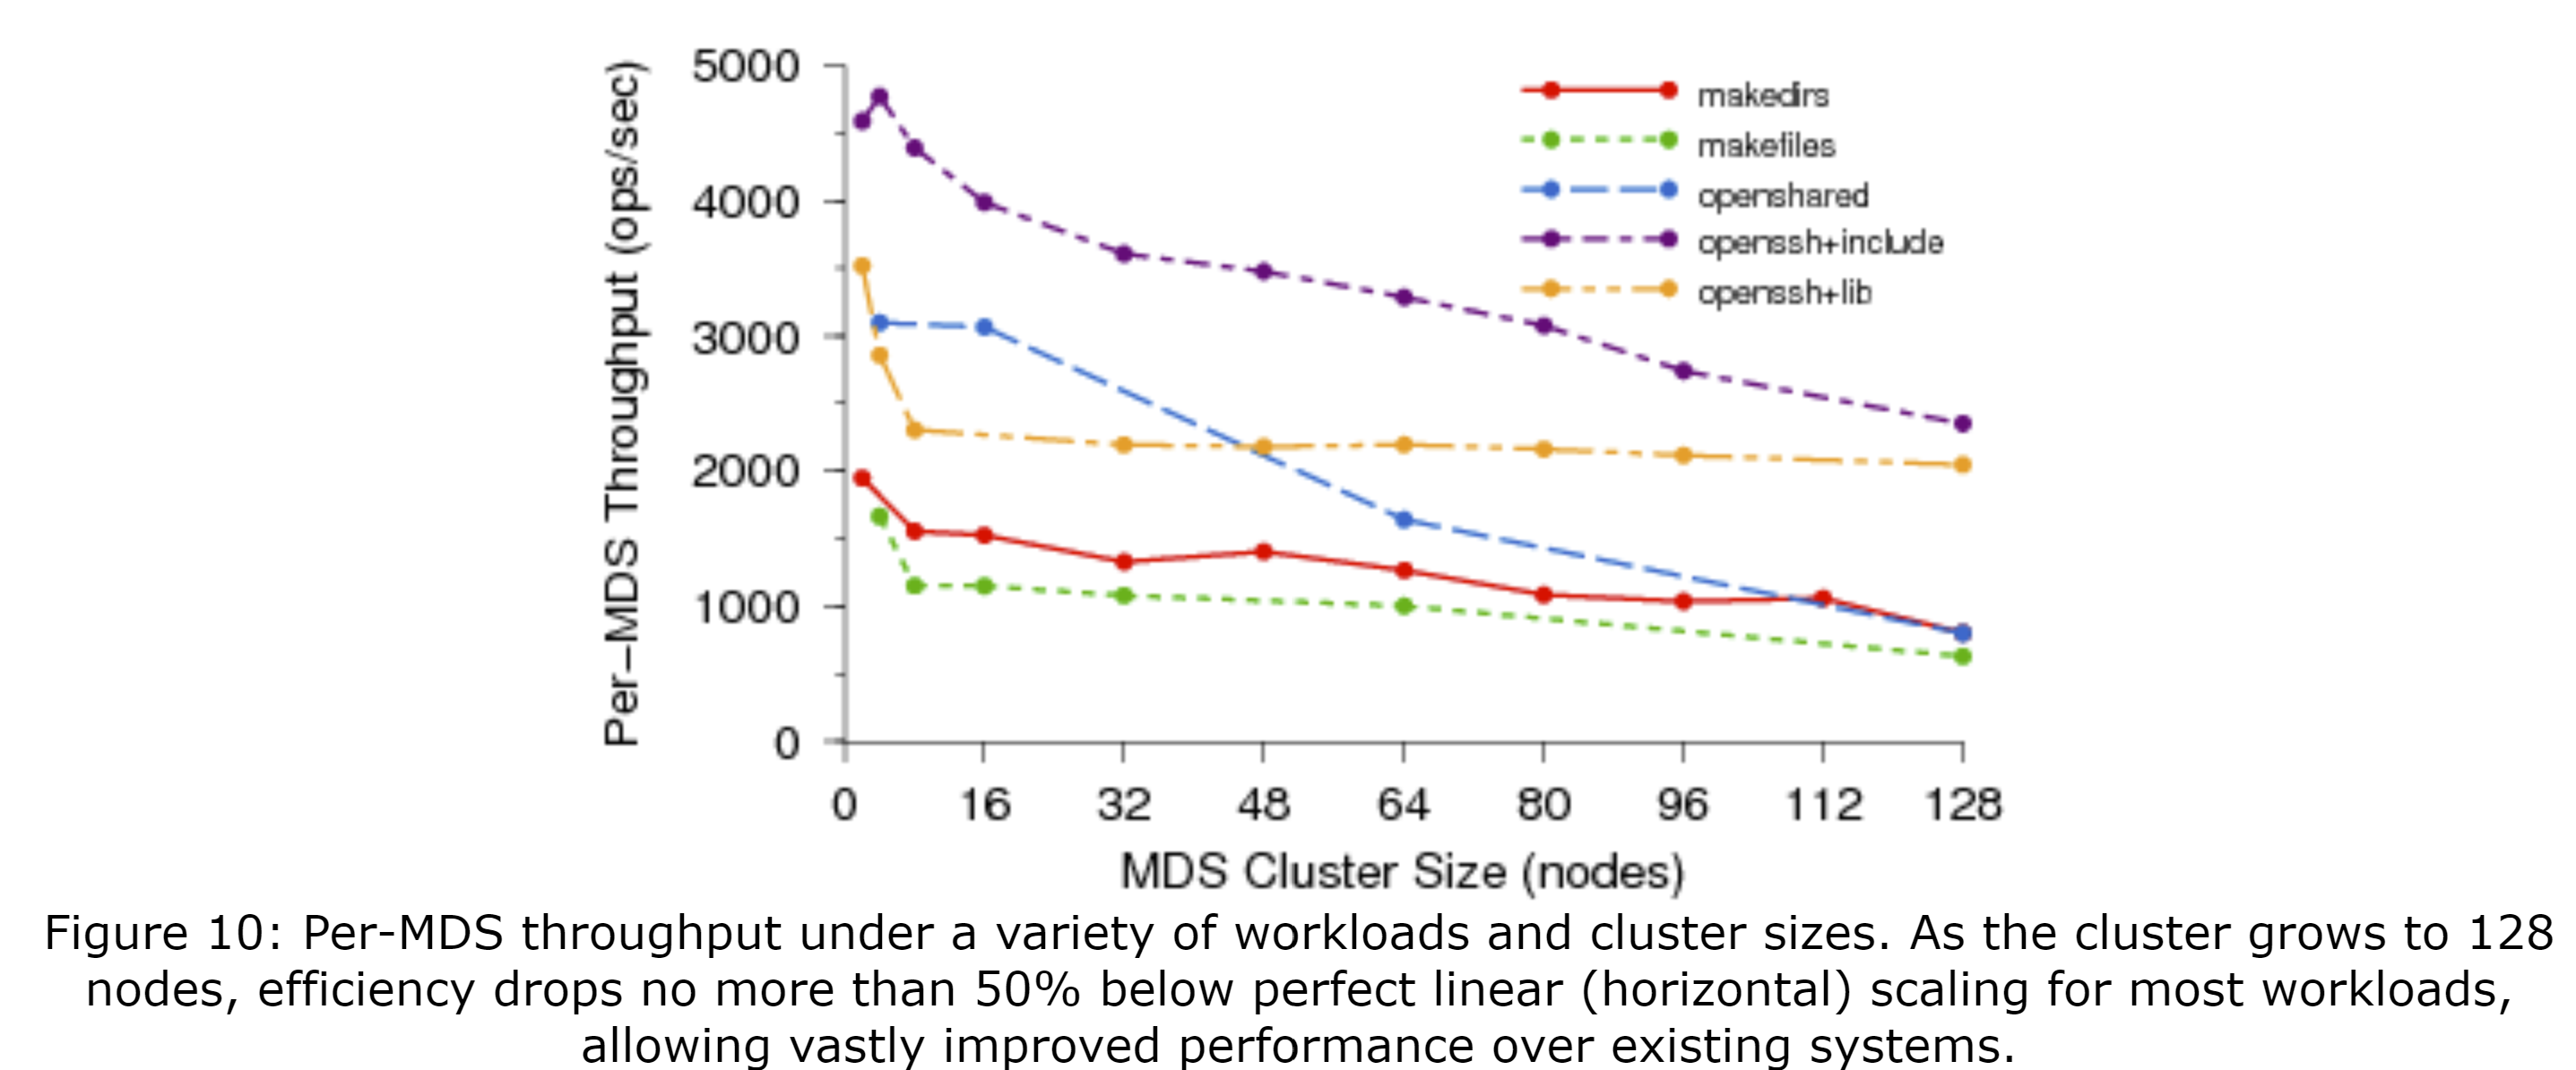 5000
4000
3000
2000
1000
0
Per–MDS Throughput (ops/sec)
makedirs
makefiles
openshared
openssh+include
openssh+lib
0 16 32 48 64 80 96 112 128
MDS Cluster Size (nodes)
Figure 10: Per-MDS throughput under a variety of workloads and cluster sizes. As the cluster grows to 128
nodes, efficiency drops no more than 50% below perfect linear (horizontal) scaling for most workloads,
allowing vastly improved performance over existing systems.